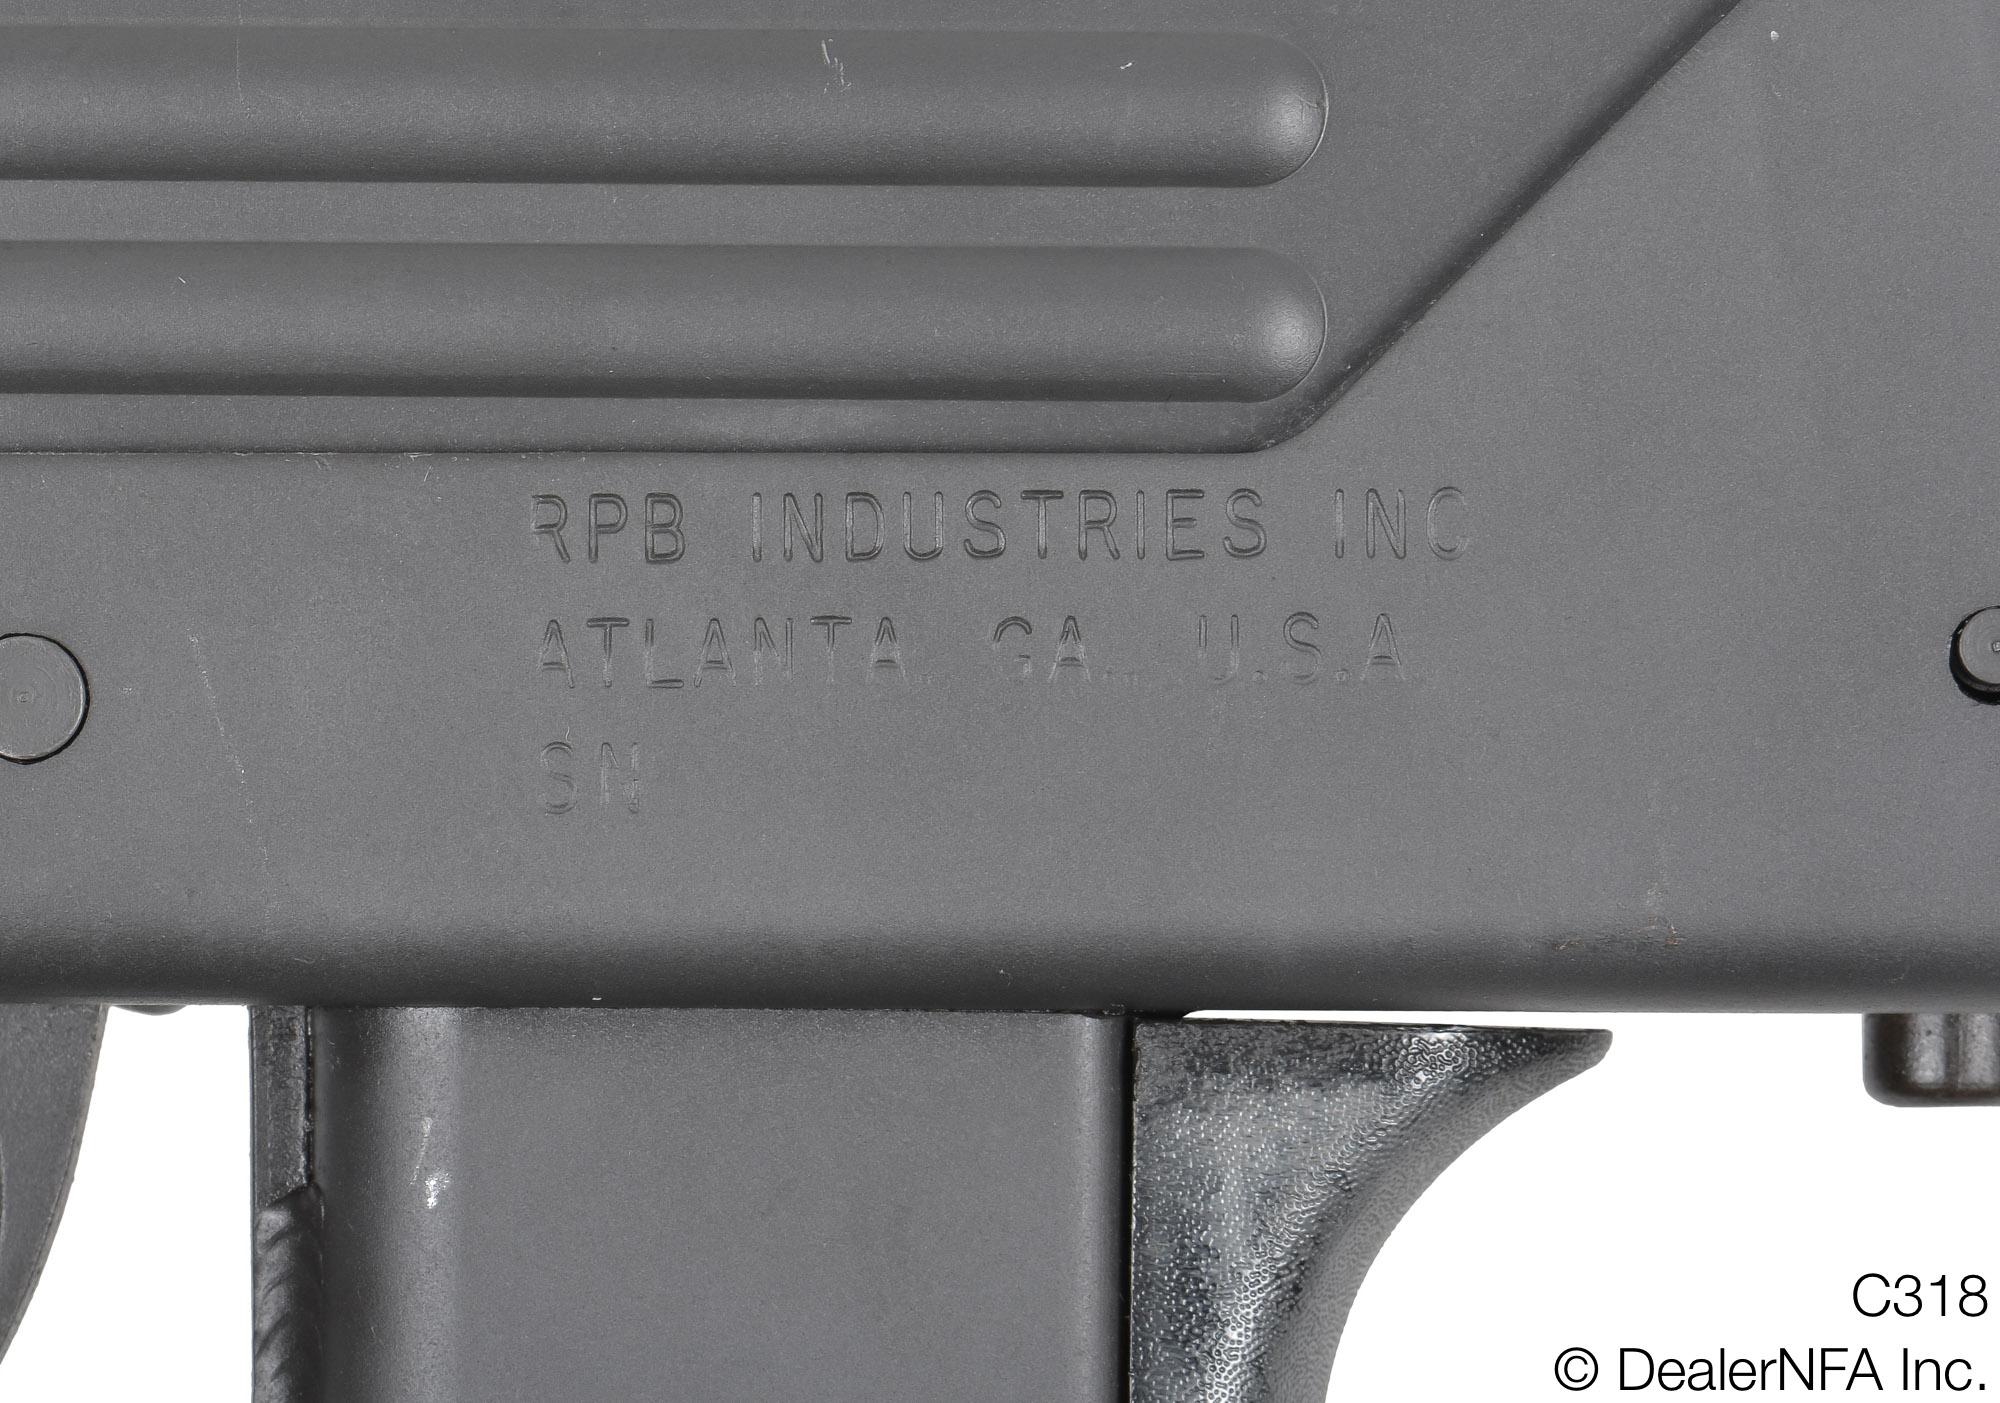 RPB INDUSTRIES INC
ATLANTA. GA., U.S.A.
SN
C318
© DealerNFA Inc.